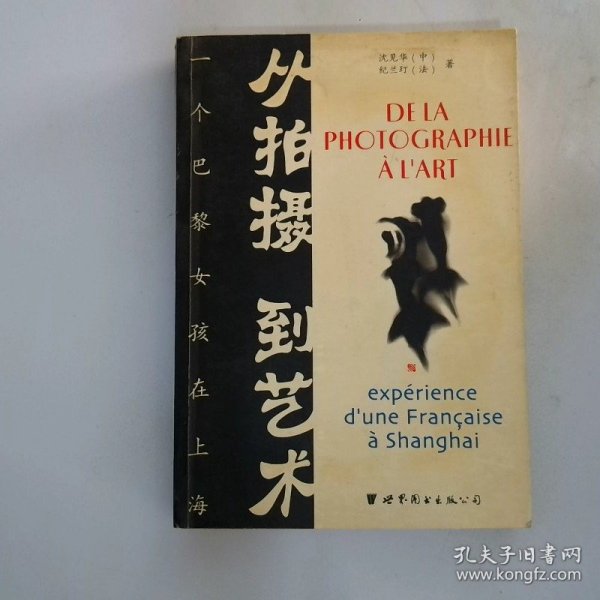 一个巴黎女孩在上海
从拍摄到艺术
沈见华(中)
纪兰玎(法)
著
DE LA
PHOTOGRAPHIE
À L'ART
expérience
d'une Française
à Shanghai
世界图书出版公司
孔夫子旧书网
www.kongfz.com